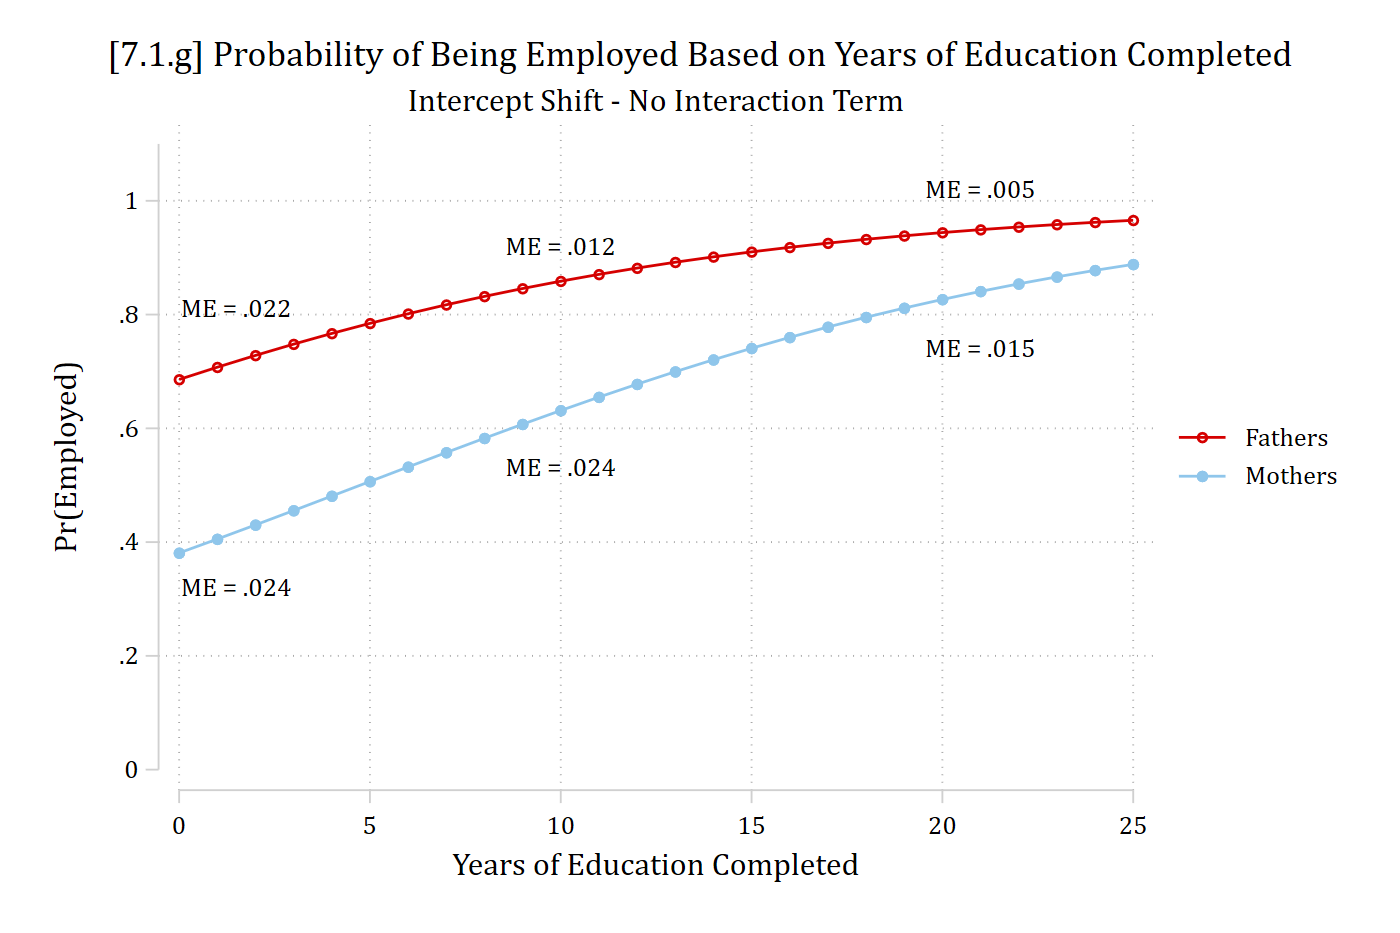 [7.1.g] Probability of Being Employed Based on Years of Education Completed
Intercept Shift - No Interaction Term
Pr(Employed)
1
.8
.6
.4
.2
0
ME = .005
ME = .012
ME = .022
ME = .015
ME = .024
ME = .024
Fathers
Mothers
0 5 10 15 20 25
Years of Education Completed